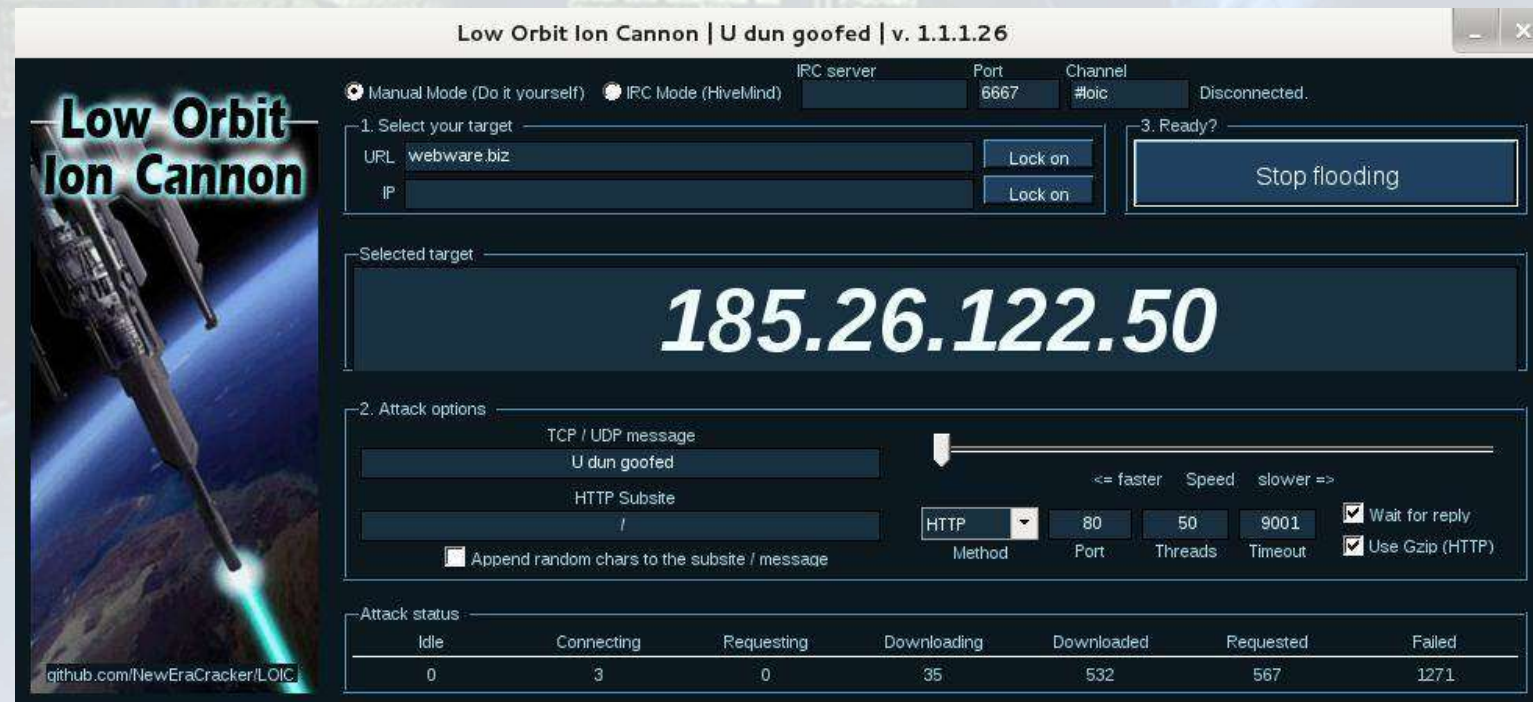 Low Orbit Ion Cannon | U dun goofed | v. 1.1.1.26
Low Orbit
Ion Cannon
github.com/NewEraCracker/LOIC
Manual Mode (Do it yourself) IRC Mode (HiveMind) IRC server Port Channel
6667 #loic Disconnected.
1. Select your target
URL webware.biz Lock on
IP Lock on
3. Ready?
Stop flooding
Selected target
185.26.122.50
2. Attack options
TCP / UDP message
U dun goofed
HTTP Subsite
/
Append random chars to the subsite / message
<= faster Speed slower =>
HTTP 80 50 9001 Wait for reply
Method Port Threads Timeout Use Gzip (HTTP)
Attack status
Idle Connecting Requesting Downloading Downloaded Requested Failed
0 3 0 35 532 567 1271